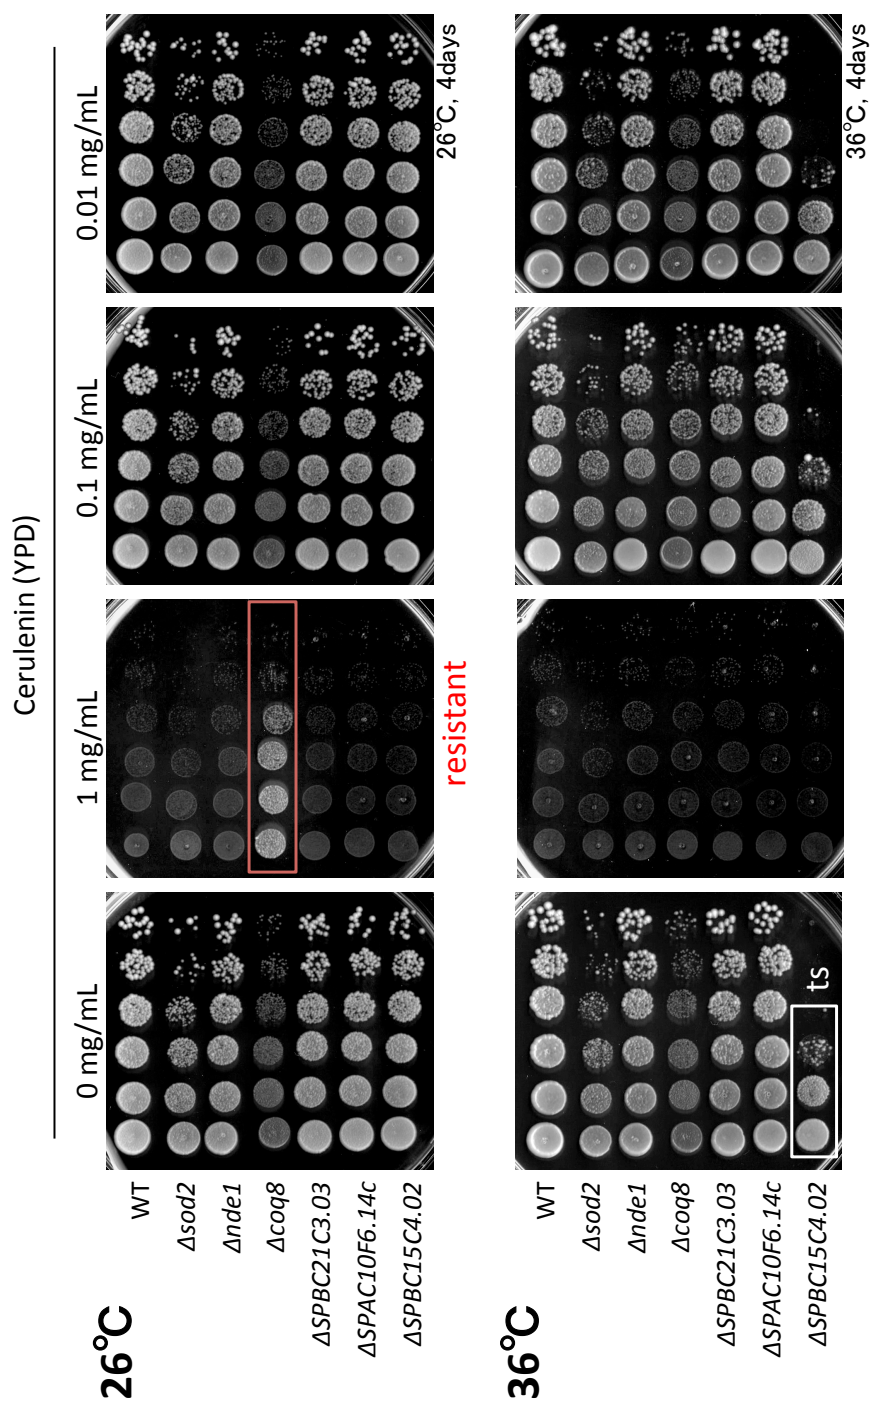 Cerulenin (YPD)
0 mg/mL
1 mg/mL
0.1 mg/mL
0.01 mg/mL
26℃
WT
Δsod2
Δnde1
Δcoq8
ΔSPBC21C3.03
ΔSPAC10F6.14c
ΔSPBC15C4.02
resistant
26℃, 4days
36℃
WT
Δsod2
Δnde1
Δcoq8
ΔSPBC21C3.03
ΔSPAC10F6.14c
ΔSPBC15C4.02
ts
36℃, 4days